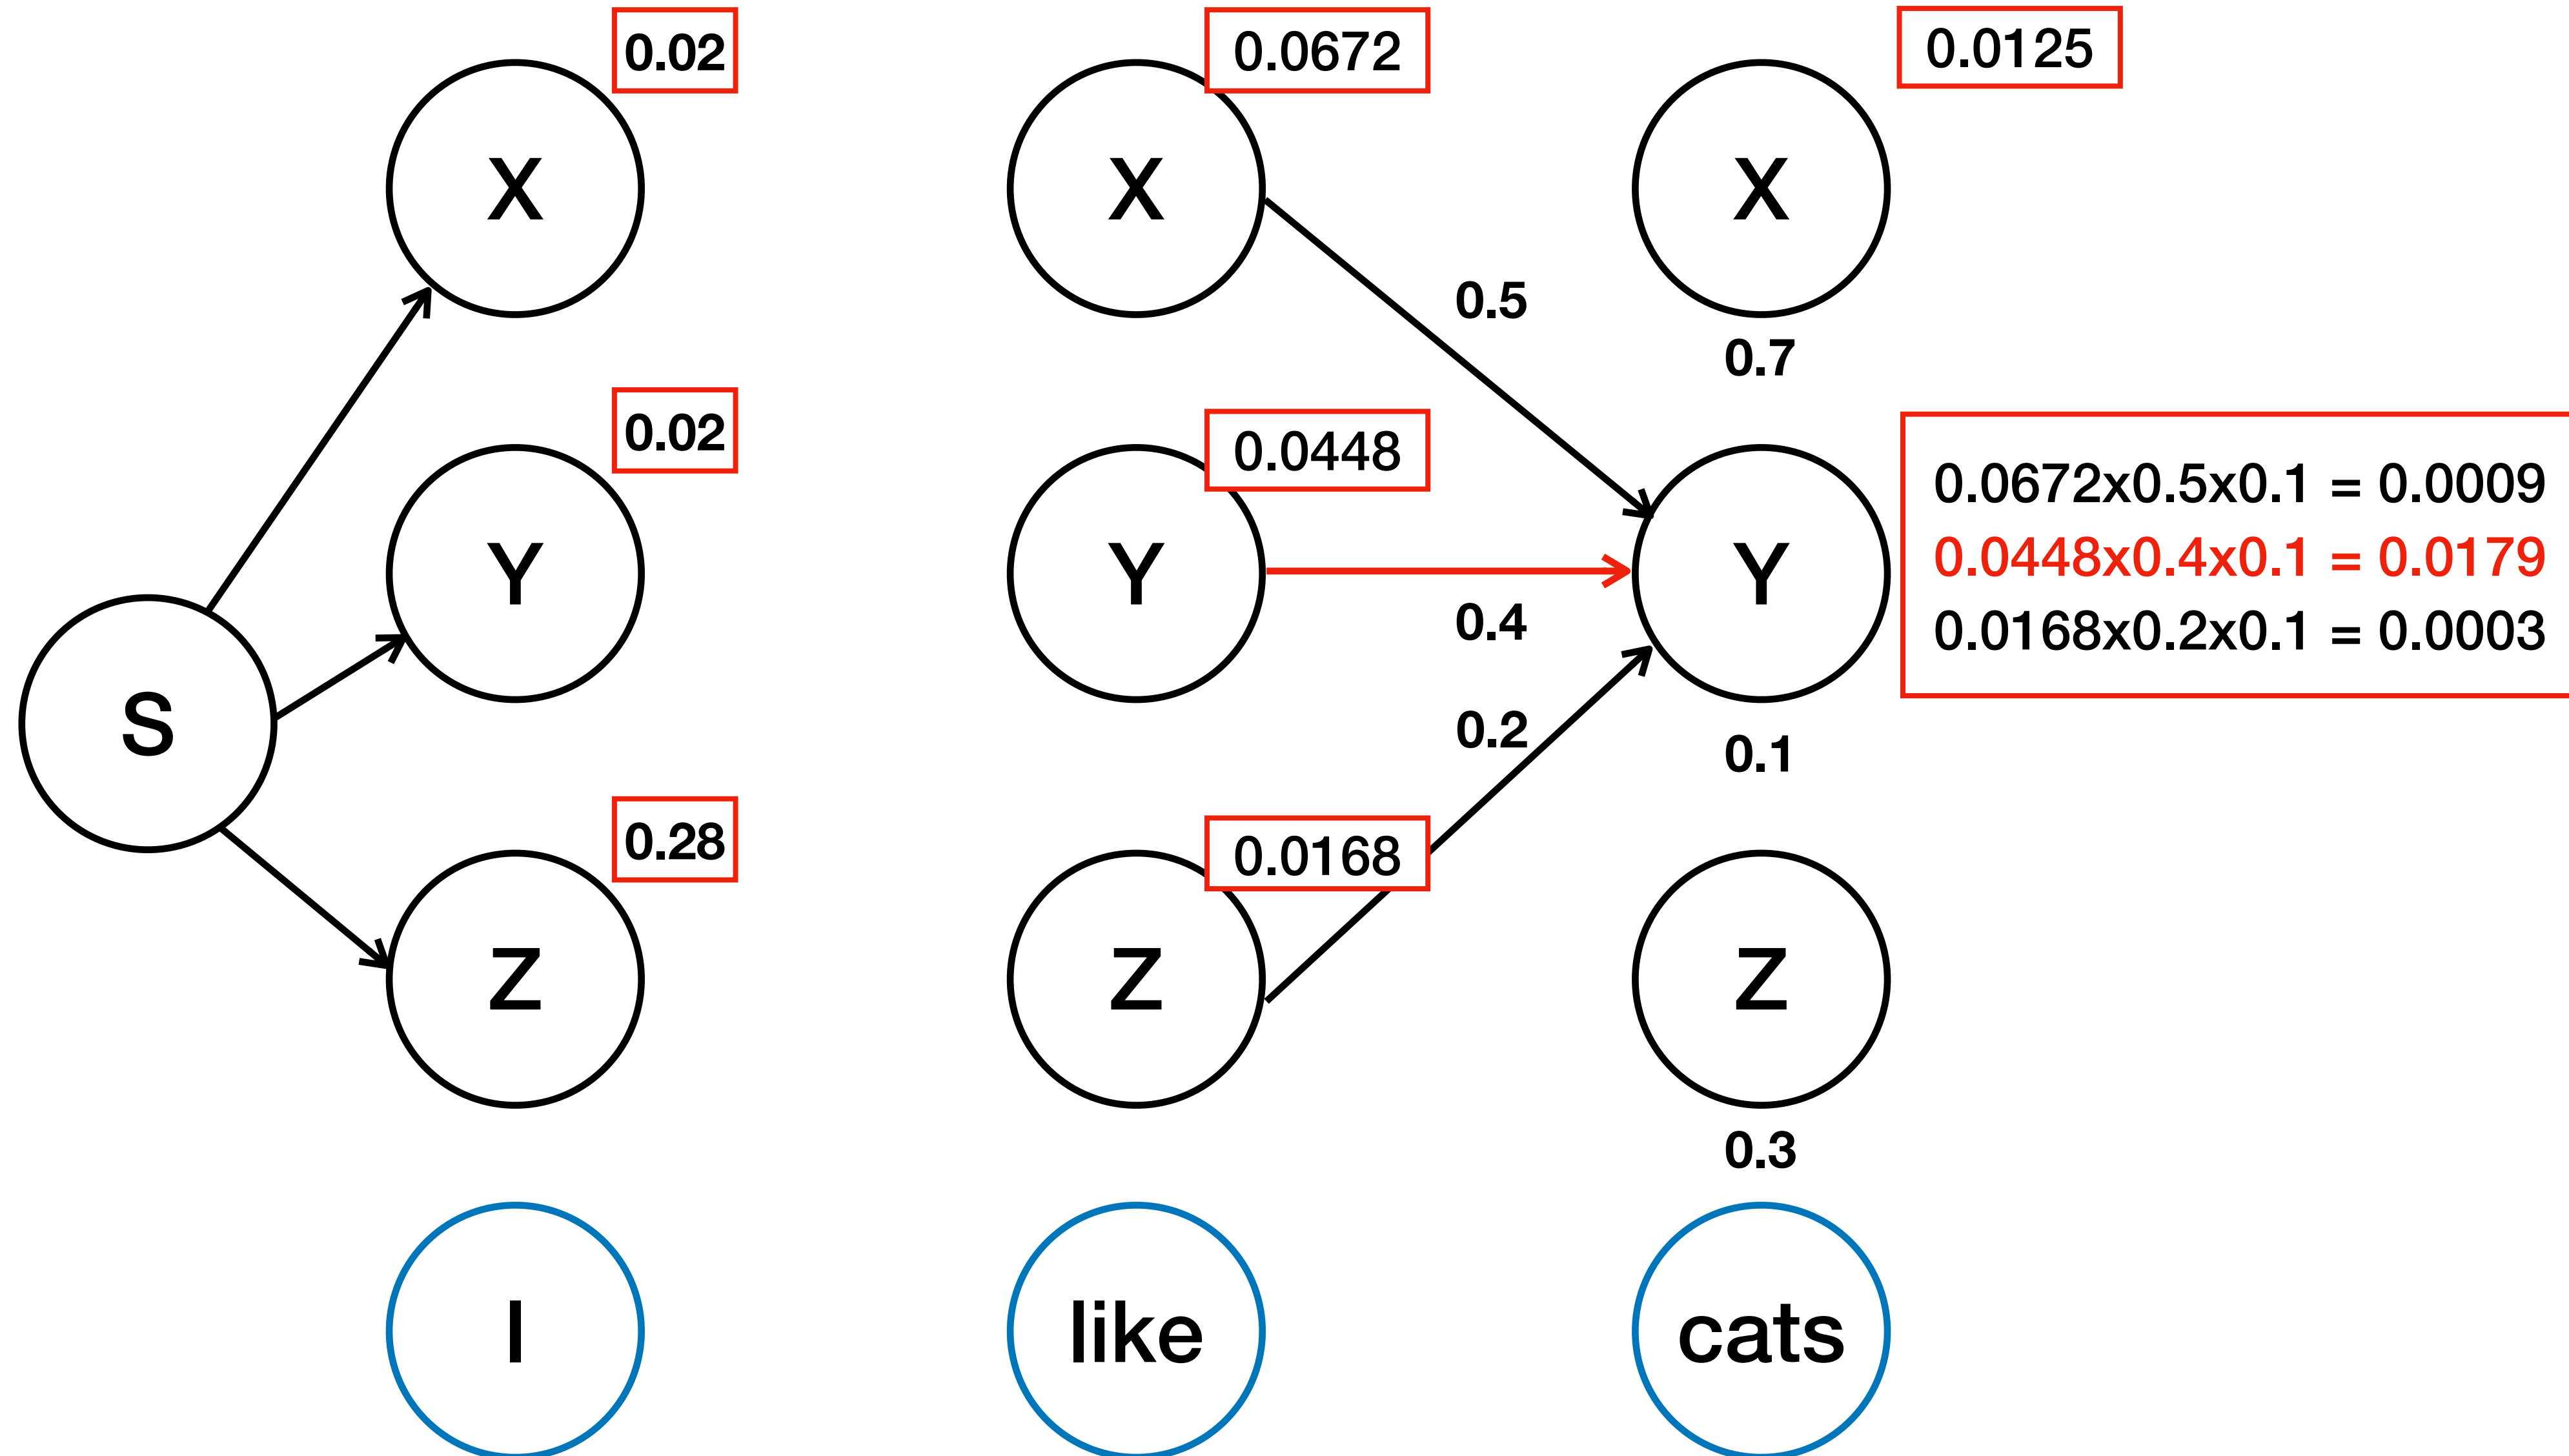 0.02
0.0672
0.0125
X
X
X
0.5
0.7
0.02
0.0448
0.0672x0.5x0.1 = 0.0009
0.0448x0.4x0.1 = 0.0179
0.0168x0.2x0.1 = 0.0003
Y
Y
Y
0.4
S
0.2
0.1
0.28
0.0168
Z
Z
Z
0.3
I
like
cats